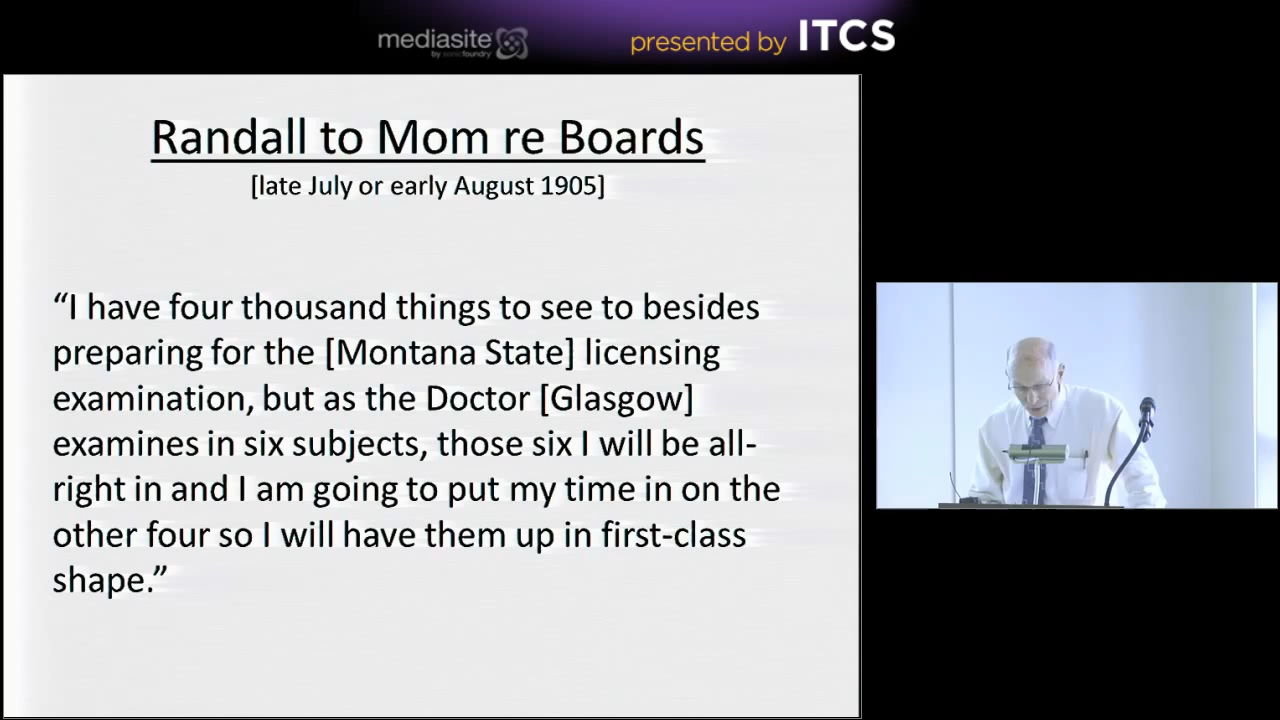 mediasite
by sonicfoundry
presented by ITCS
Randall to Mom re Boards
[late July or early August 1905]
“I have four thousand things to see to besides
preparing for the [Montana State] licensing
examination, but as the Doctor [Glasgow]
examines in six subjects, those six I will be all-
right in and I am going to put my time in on the
other four so I will have them up in first-class
shape.”